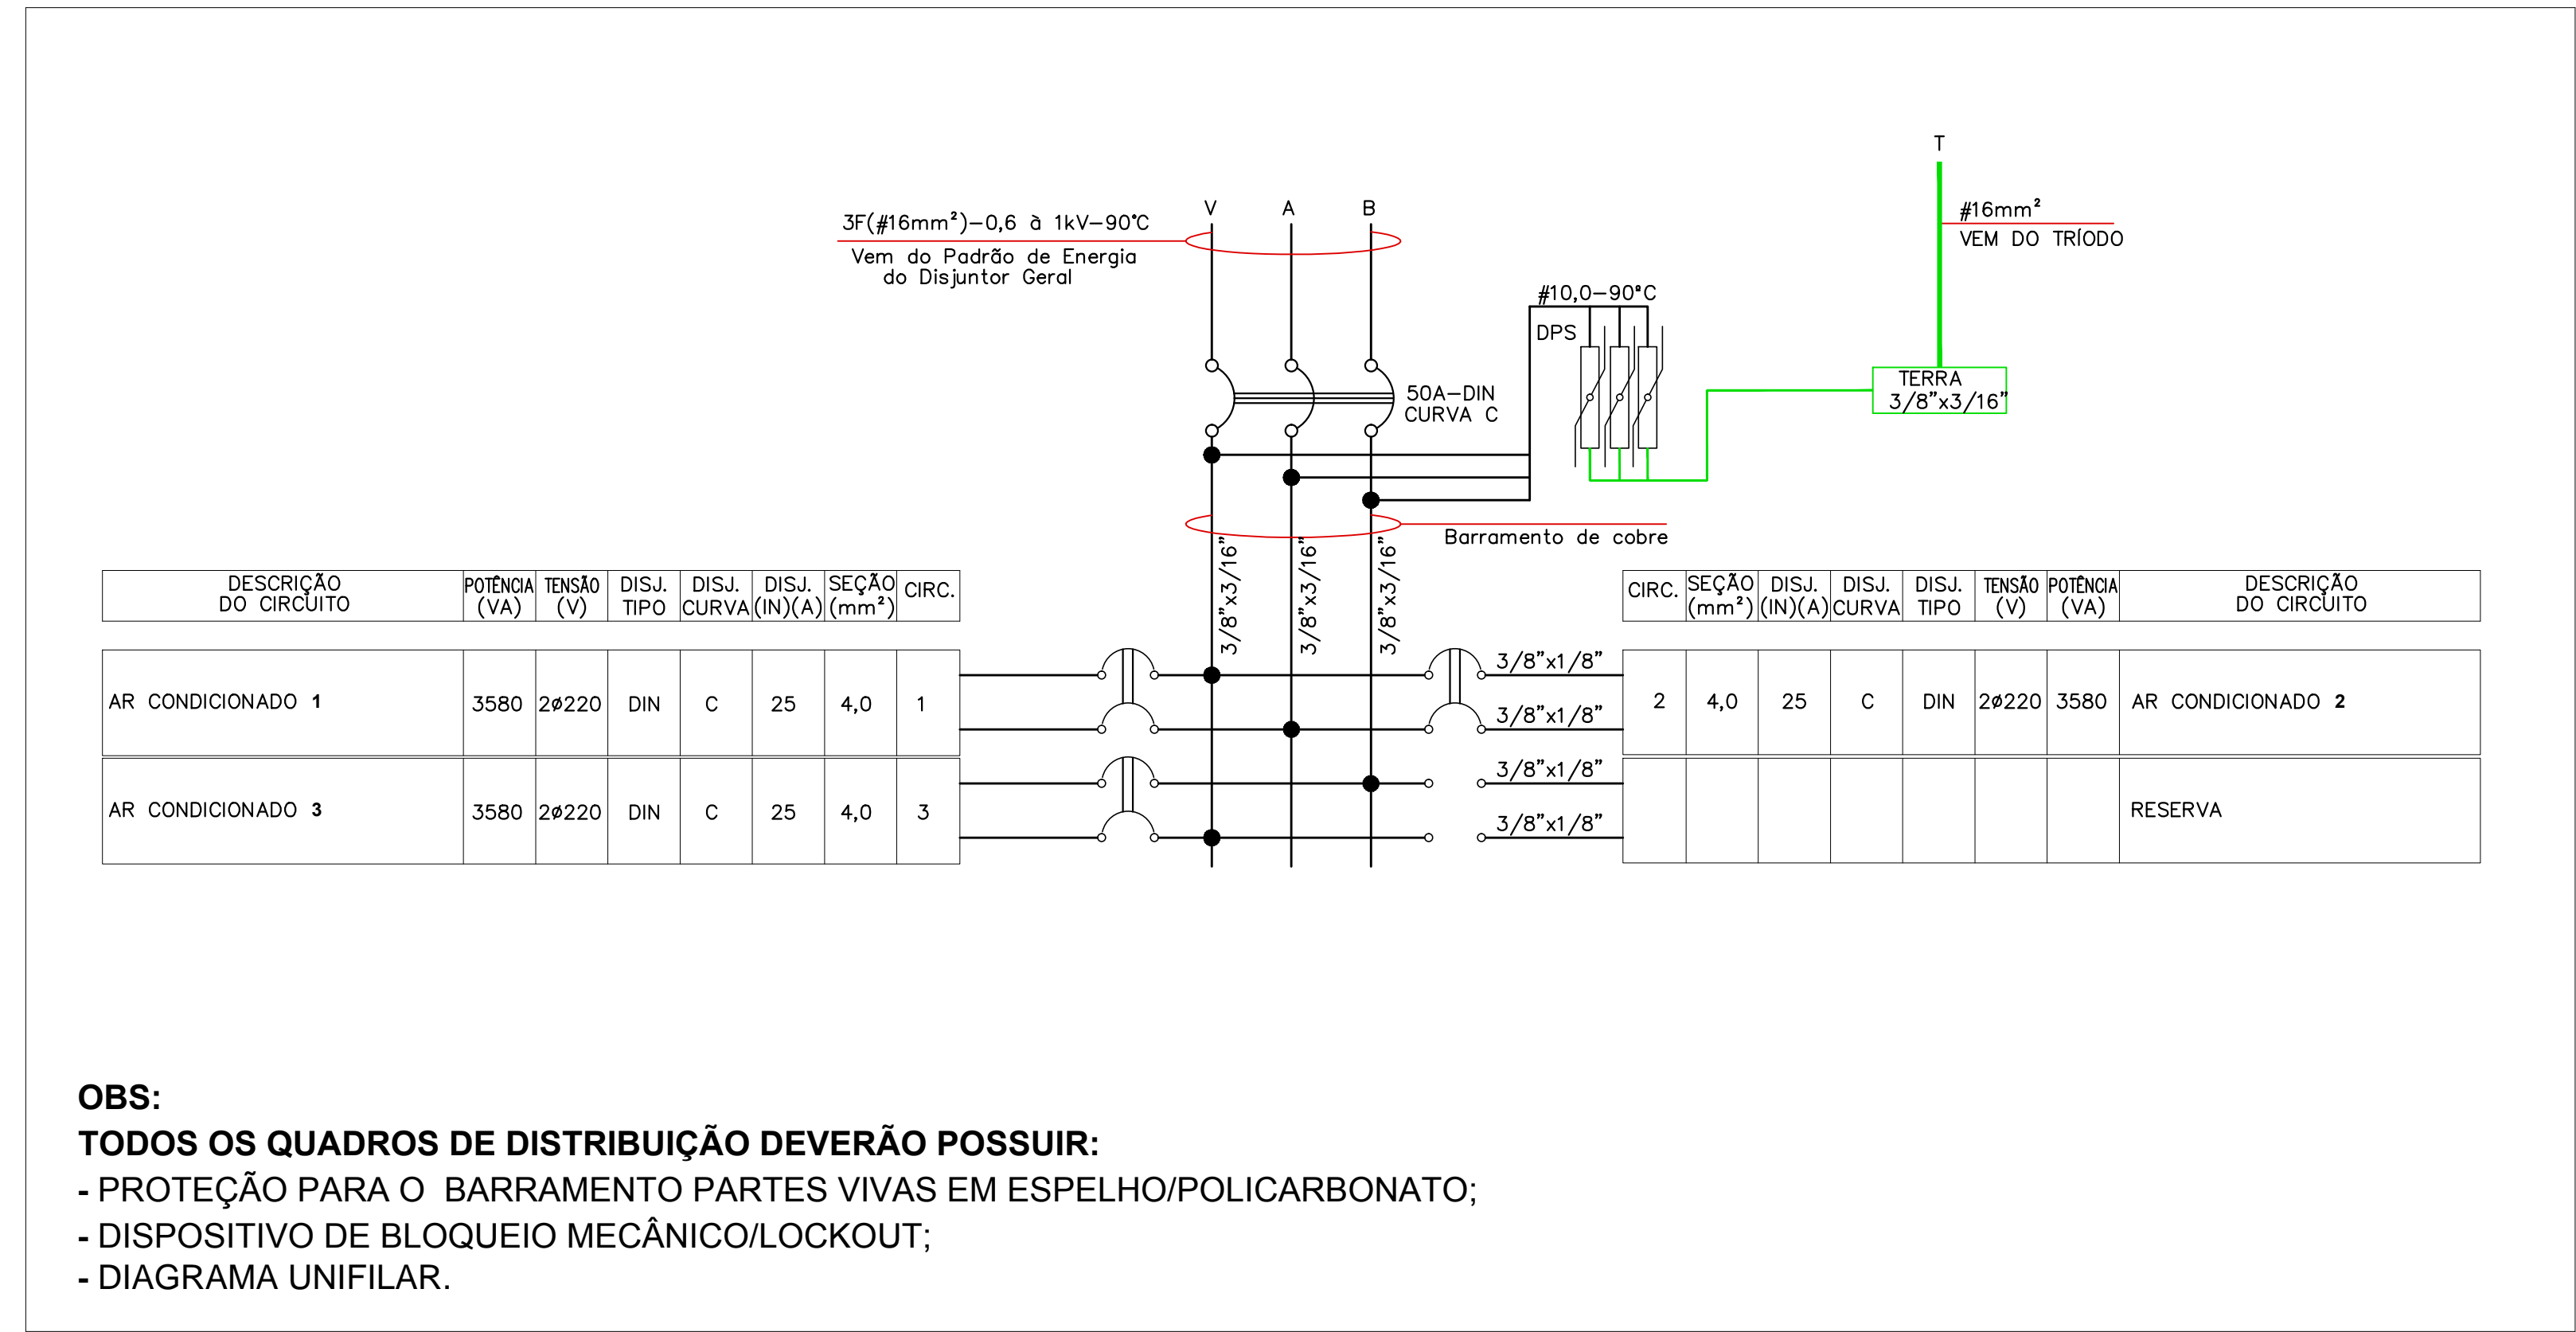 T
#16mm²
VEM DO TRÍODO
V A B
3F(#16mm²)-0,6 à 1kV-90°C
Vem do Padrão de Energia
do Disjuntor Geral
#10,0-90°C
DPS
TERRA
3/8"x3/16"
50A-DIN
CURVA C
Barramento de cobre
3/8"x3/16"
3/8"x3/16"
3/8"x3/16"
DESCRIÇÃO DO CIRCUITO POTÊNCIA (VA) TENSÃO (V) DISJ. TIPO DISJ. CURVA DISJ. (IN)(A) SEÇÃO (mm²) CIRC.
AR CONDICIONADO 1 3580 2ø220 DIN C 25 4,0 1
AR CONDICIONADO 3 3580 2ø220 DIN C 25 4,0 3
3/8"x1/8"
3/8"x1/8"
3/8"x1/8"
3/8"x1/8"
CIRC. SEÇÃO (mm²) DISJ. (IN)(A) DISJ. CURVA DISJ. TIPO TENSÃO (V) POTÊNCIA (VA) DESCRIÇÃO DO CIRCUITO
2 4,0 25 C DIN 2ø220 3580 AR CONDICIONADO 2
RESERVA
OBS:
TODOS OS QUADROS DE DISTRIBUIÇÃO DEVERÃO POSSUIR:
- PROTEÇÃO PARA O BARRAMENTO PARTES VIVAS EM ESPELHO/POLICARBONATO;
- DISPOSITIVO DE BLOQUEIO MECÂNICO/LOCKOUT;
- DIAGRAMA UNIFILAR.